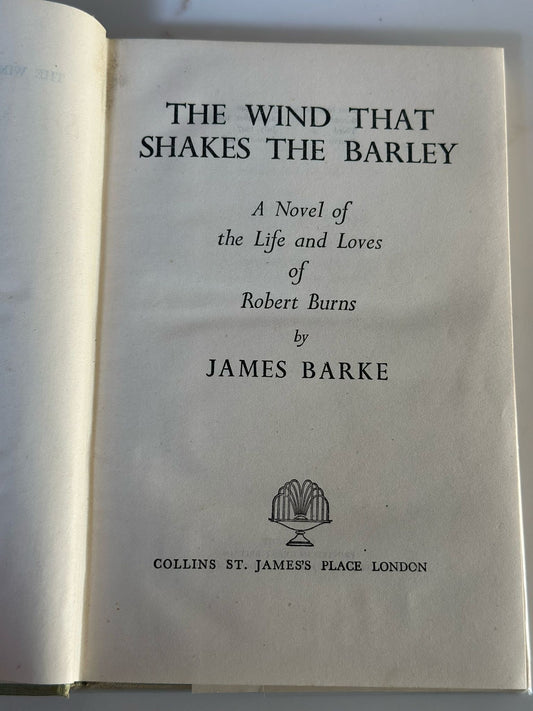 THE WIND THAT
SHAKES THE BARLEY
A Novel of
the Life and Loves
of
Robert Burns
by
JAMES BARKE
COLLINS ST. JAMES'S PLACE LONDON